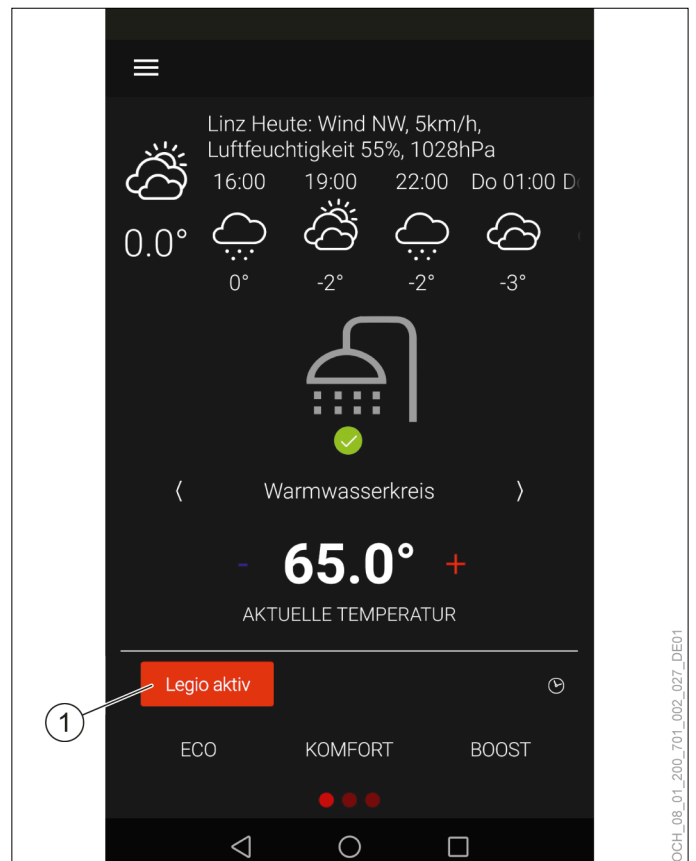 Linz Heute: Wind NW, 5km/h,
Luftfeuchtigkeit 55%, 1028hPa
16:00 19:00 22:00 Do 01:00 D
0.0°
0° -2° -2° -3°
⟨ Warmwasserkreis ⟩
- 65.0° +
AKTUELLE TEMPERATUR
Legio aktiv
1
ECO KOMFORT BOOST
OCH_08_01_200_701_002_027_DE01